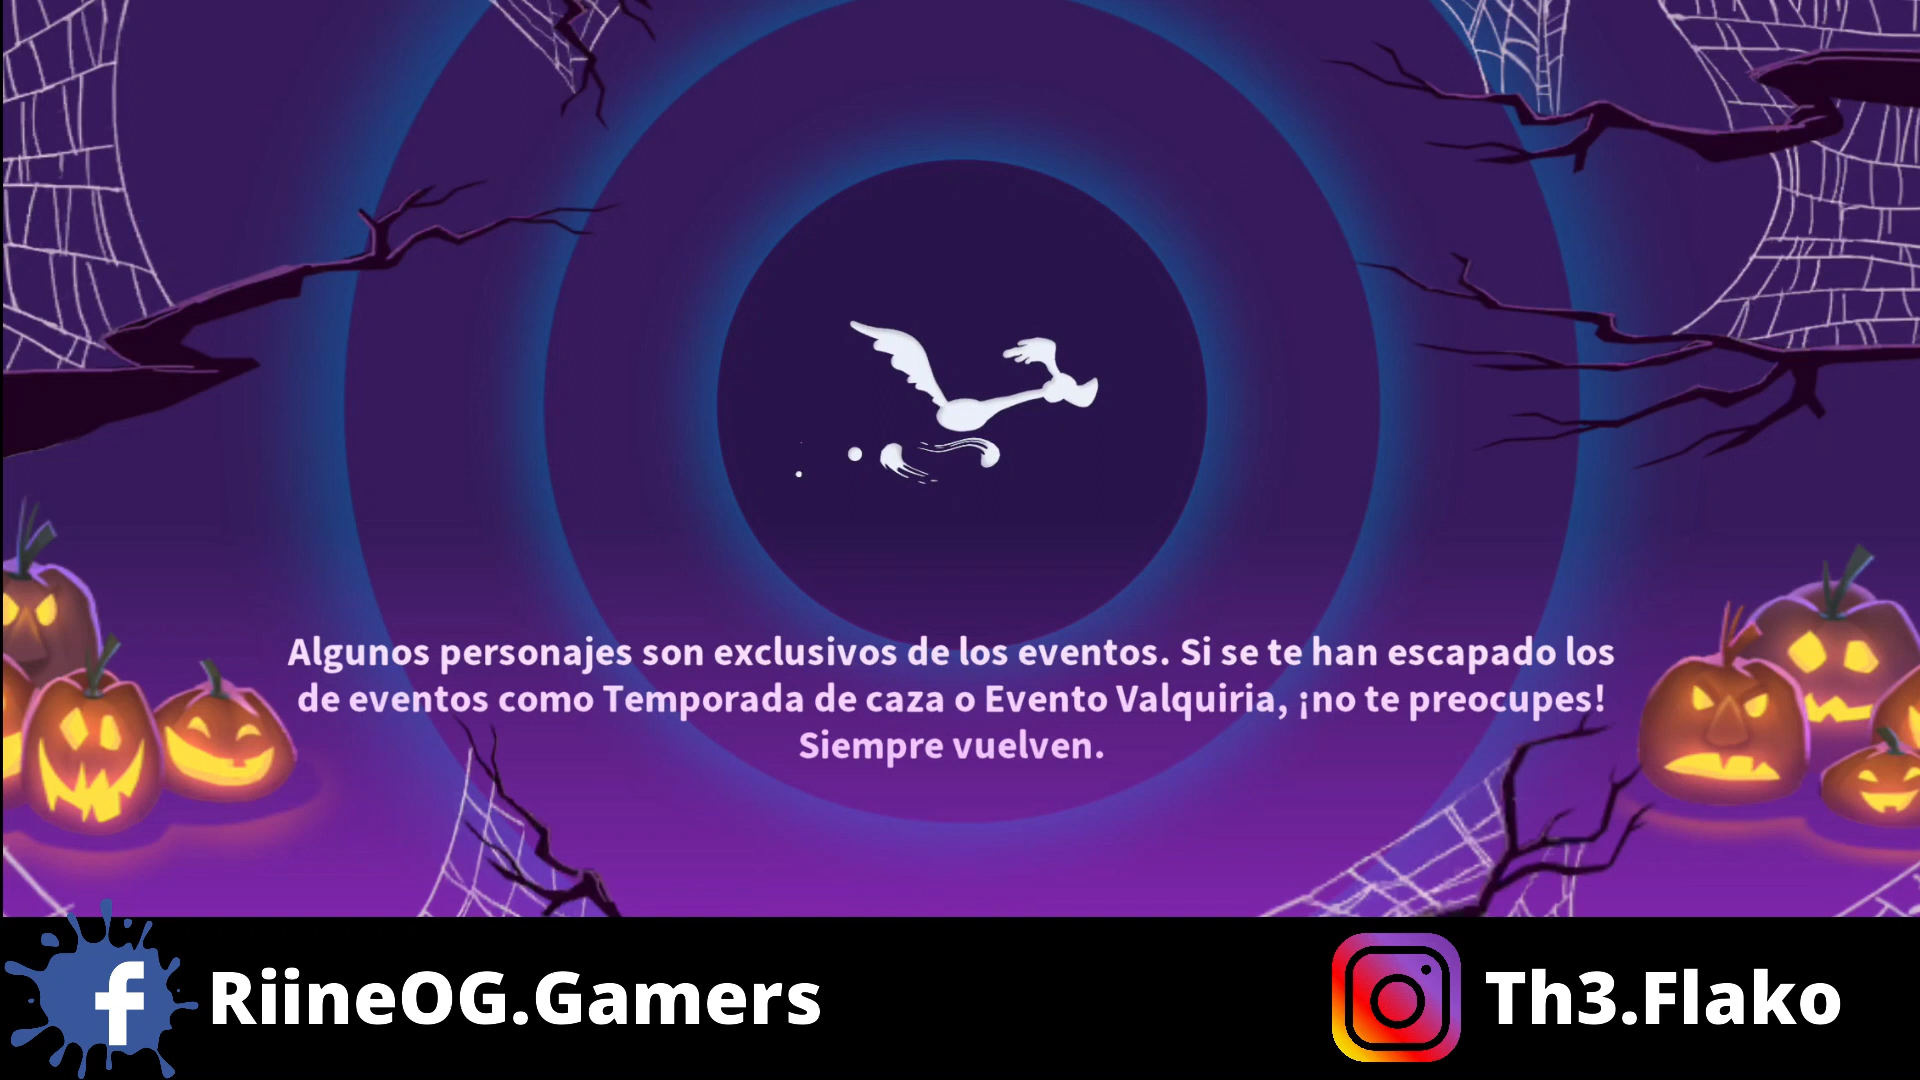 Algunos personajes son exclusivos de los eventos. Si se te han escapado los
de eventos como Temporada de caza o Evento Valquiria, ¡no te preocupes!
Siempre vuelven.
f RiineOG.Gamers
Th3.Flako